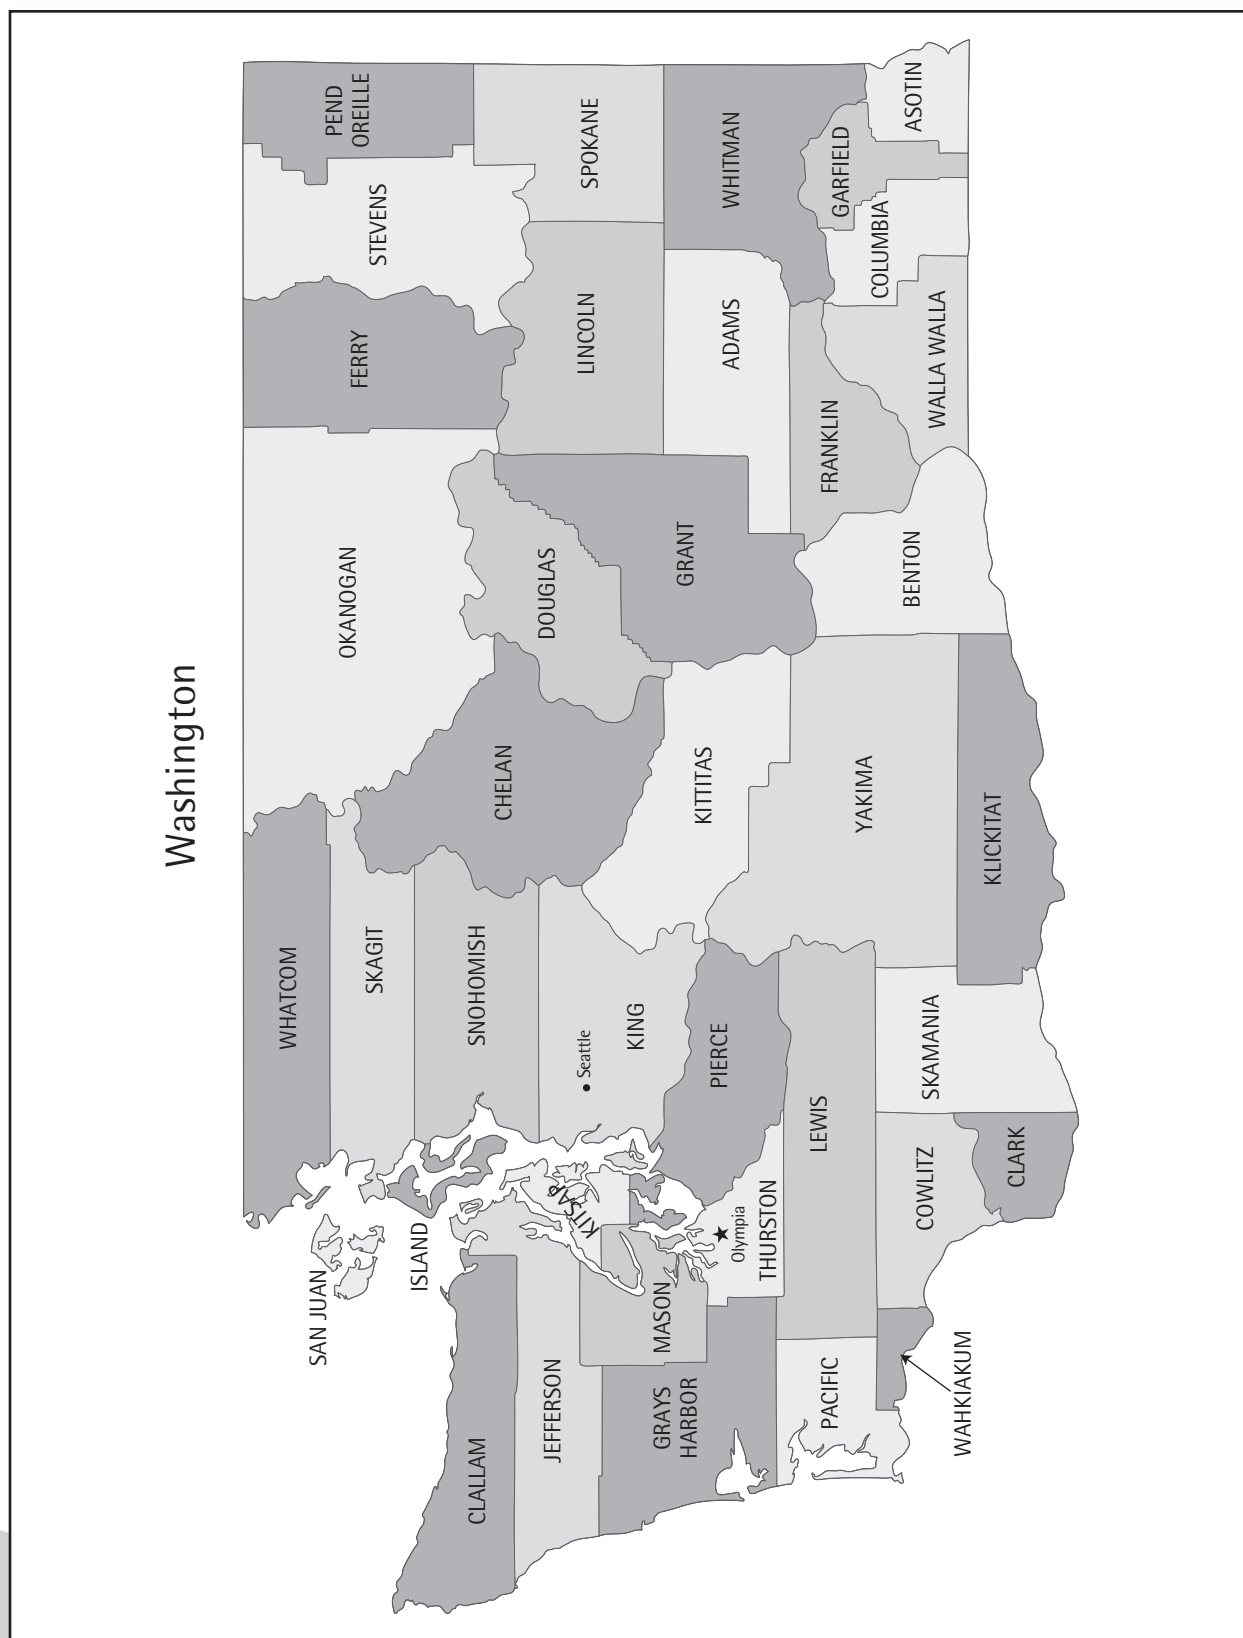 Washington
WHATCOM
SKAGIT
SNOHOMISH
SAN JUAN
ISLAND
CLALLAM
JEFFERSON
KITSAP
MASON
GRAYS
HARBOR
KING
Seattle
PIERCE
THURSTON
Olympia
LEWIS
PACIFIC
WAHKIAKUM
COWLITZ
CLARK
SKAMANIA
KLICKITAT
YAKIMA
KITTITAS
CHELAN
OKANOGAN
DOUGLAS
GRANT
BENTON
FRANKLIN
ADAMS
LINCOLN
FERRY
STEVENS
PEND
OREILLE
SPOKANE
WHITMAN
WALLA WALLA
COLUMBIA
GARFIELD
ASOTIN